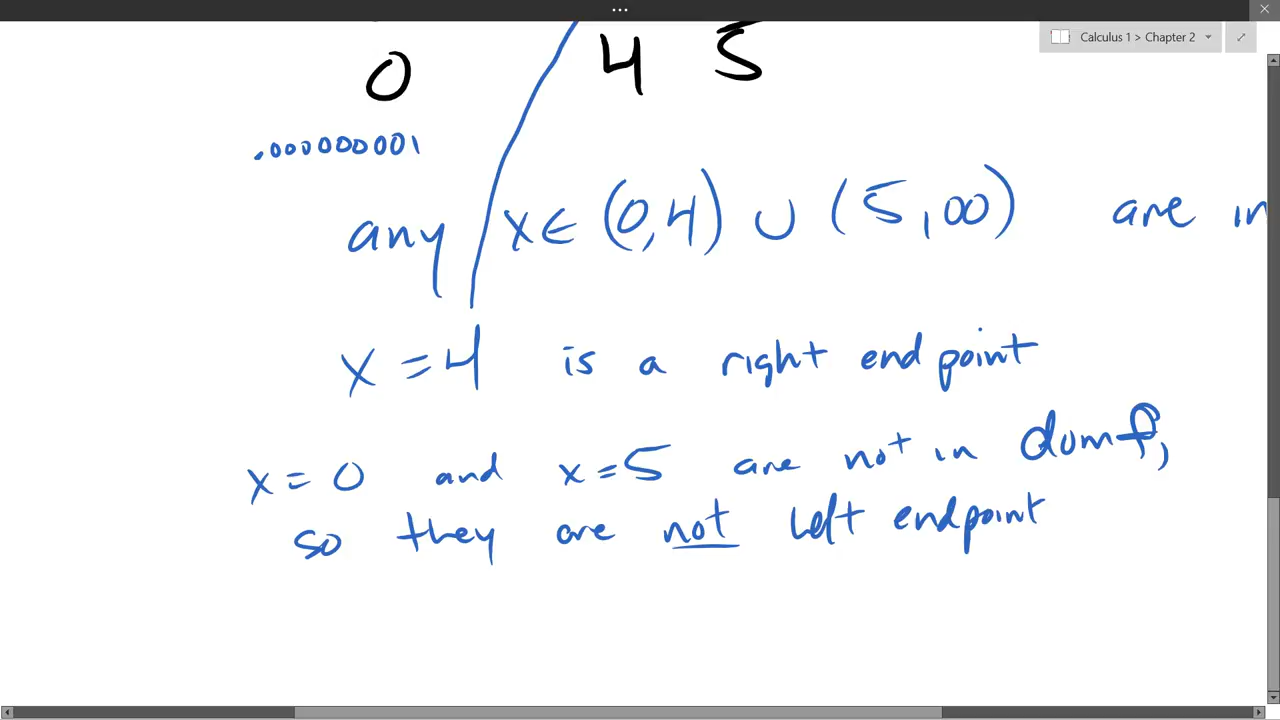 Calculus 1 > Chapter 2
0 4 5
.000000001
any x ∈ (0,4) ∪ (5,∞) are in
x = 4 is a right endpoint
x = 0 and x = 5 are not in dom f,
so they are not left endpoint